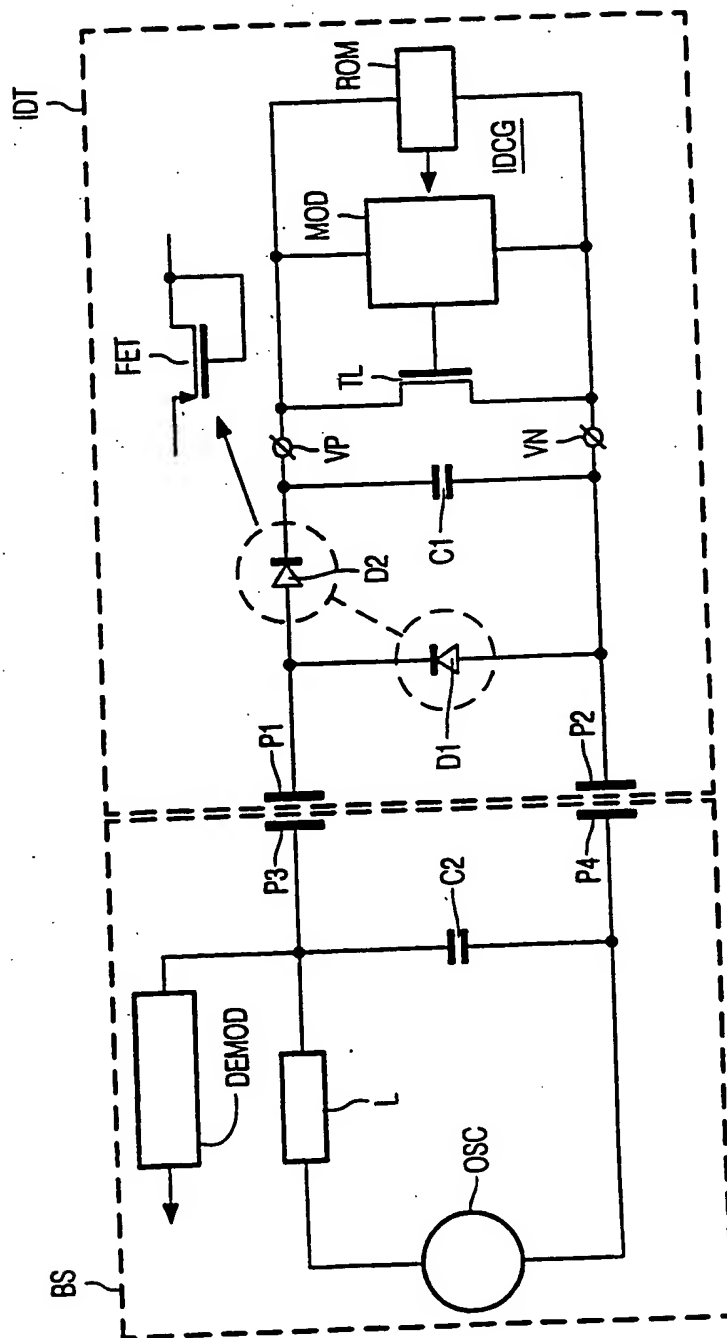 IDT
ROM
IDCG
MOD
FET
TL
VP
VN
C1
D2
D1
P1
P2
P3
P4
C2
DEMOD
L
OSC
BS